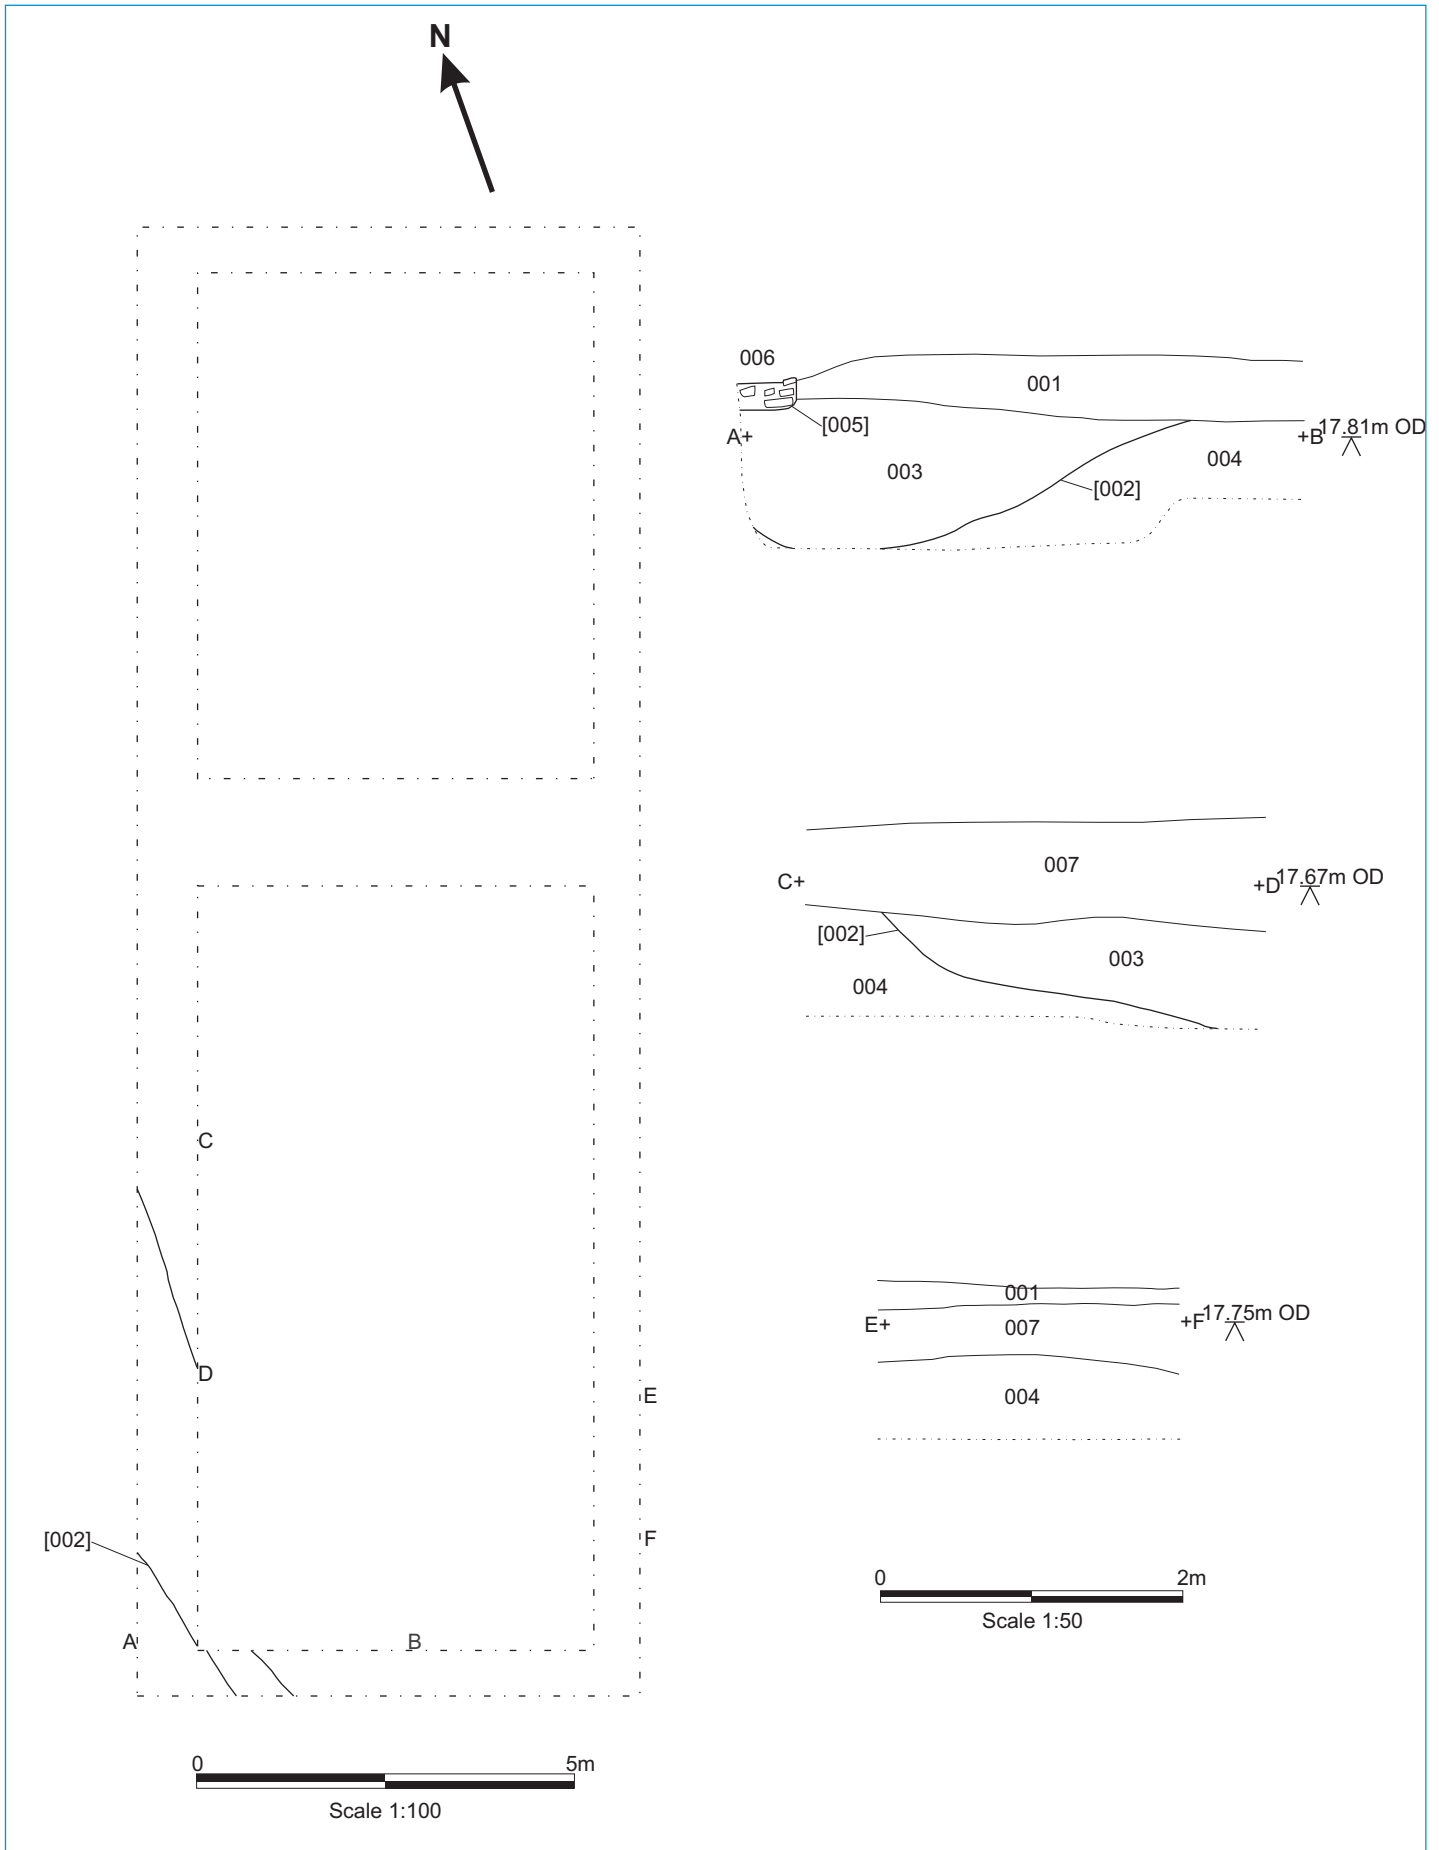 N
006
001
[005]
A+
+B
17.81m OD
003
004
[002]
007
C+
+D
17.67m OD
[002]
003
004
C
D
001
E+
+F
17.75m OD
007
004
E
F
[002]
A
B
0 2m
Scale 1:50
0 5m
Scale 1:100